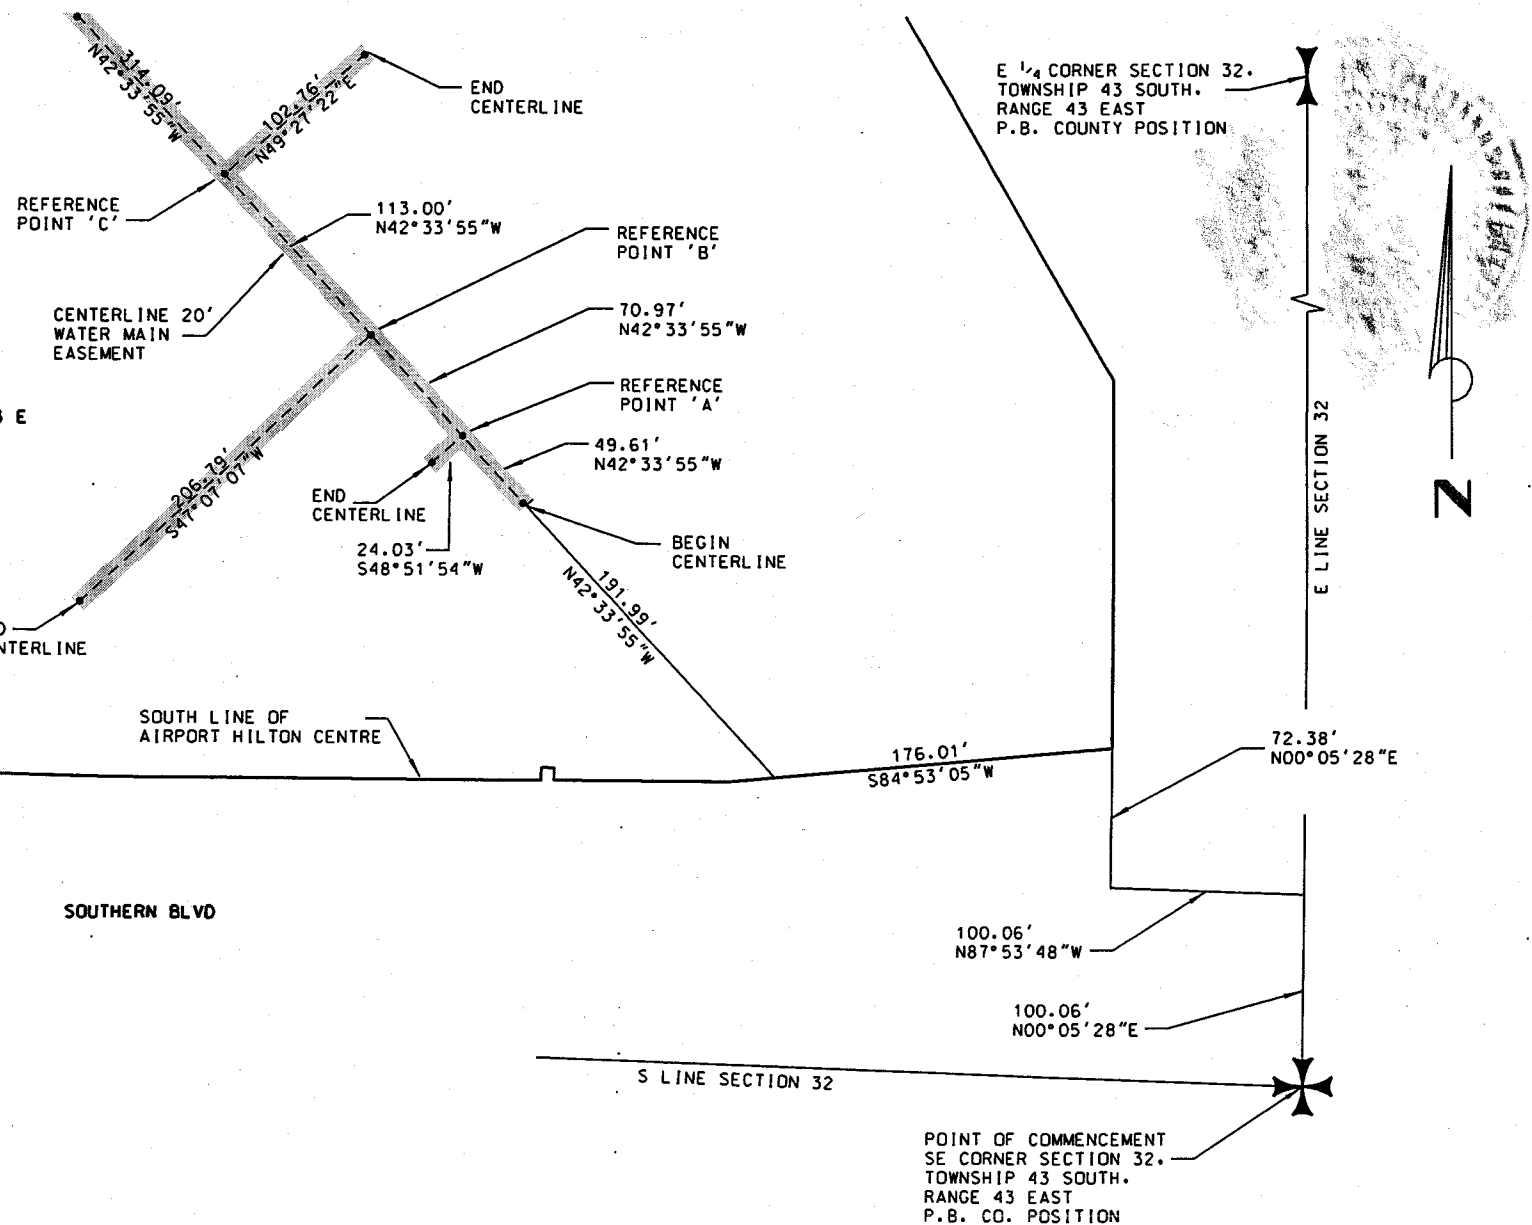 314.09'
N42°33'55"W
102.76'
N49°27'22"E
END
CENTERLINE
E 1/4 CORNER SECTION 32.
TOWNSHIP 43 SOUTH.
RANGE 43 EAST
P.B. COUNTY POSITION
REFERENCE
POINT 'C'
113.00'
N42°33'55"W
REFERENCE
POINT 'B'
CENTERLINE 20'
WATER MAIN
EASEMENT
70.97'
N42°33'55"W
REFERENCE
POINT 'A'
E
49.61'
N42°33'55"W
E LINE SECTION 32
N
206.79'
S47°07'07"W
END
CENTERLINE
24.03'
S48°51'54"W
BEGIN
CENTERLINE
191.99'
N42°33'55"W
NTERLINE
SOUTH LINE OF
AIRPORT HILTON CENTRE
176.01'
S84°53'05"W
72.38'
N00°05'28"E
SOUTHERN BLVD
100.06'
N87°53'48"W
100.06'
N00°05'28"E
S LINE SECTION 32
POINT OF COMMENCEMENT
SE CORNER SECTION 32.
TOWNSHIP 43 SOUTH.
RANGE 43 EAST
P.B. CO. POSITION